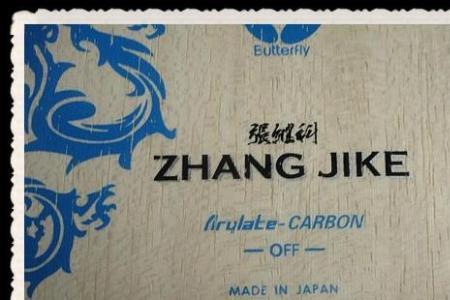 Butterfly
張継科
ZHANG JIKE
Arylate-CARBON
— OFF —
MADE IN JAPAN